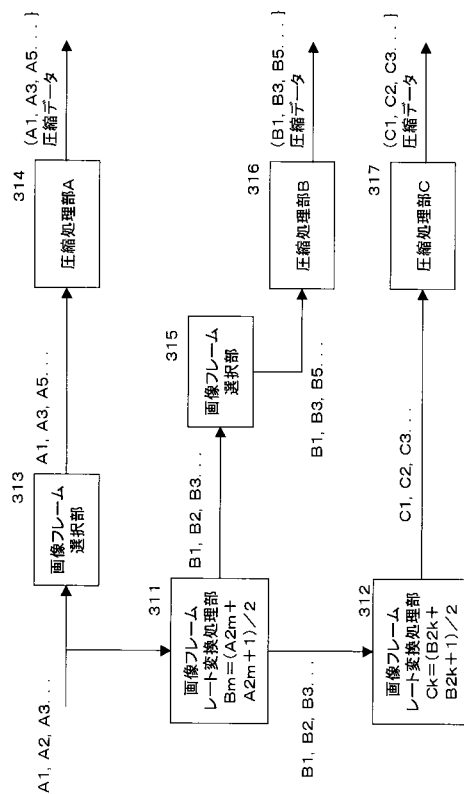 A1, A2, A3. . .
313
画像フレーム
選択部
A1, A3, A5. . .
314
圧縮処理部A
(A1, A3, A5. . . }
圧縮データ
311
画像フレーム
レート変換処理部
Bm=(A2m+
A2m+1)/2
B1, B2, B3. . .
315
画像フレーム
選択部
B1, B3, B5. . .
316
圧縮処理部B
(B1, B3, B5. . . }
圧縮データ
B1, B2, B3. . .
312
画像フレーム
レート変換処理部
Ck=(B2k+
B2k+1)/2
C1, C2, C3. . .
317
圧縮処理部C
(C1, C2, C3. . . }
圧縮データ